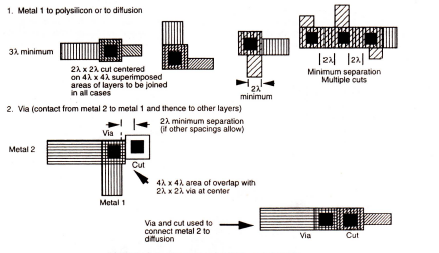 1. Metal 1 to polysilicon or to diffusion
3λ minimum
2λ x 2λ cut centered
on 4λ x 4λ superimposed
areas of layers to be joined
in all cases
2λ
minimum
2λ 2λ
Minimum separation
Multiple cuts
2. Via (contact from metal 2 to metal 1 and thence to other layers)
Via
2λ minimum separation
(if other spacings allow)
Metal 2
Cut
4λ x 4λ area of overlap with
2λ x 2λ via at center
Metal 1
Via and cut used to
connect metal 2 to
diffusion
Via Cut